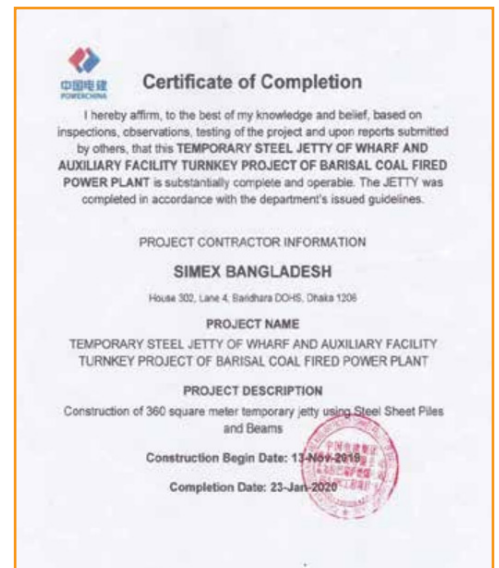 中国电建
POWERCHINA
Certificate of Completion
I hereby affirm, to the best of my knowledge and belief, based on
inspections, observations, testing of the project and upon reports submitted
by others, that this TEMPORARY STEEL JETTY OF WHARF AND
AUXILIARY FACILITY TURNKEY PROJECT OF BARISAL COAL FIRED
POWER PLANT is substantially complete and operable. The JETTY was
completed in accordance with the department's issued guidelines.
PROJECT CONTRACTOR INFORMATION
SIMEX BANGLADESH
House 302, Lane 4, Baridhara DOHS, Dhaka 1206
PROJECT NAME
TEMPORARY STEEL JETTY OF WHARF AND AUXILIARY FACILITY
TURNKEY PROJECT OF BARISAL COAL FIRED POWER PLANT
PROJECT DESCRIPTION
Construction of 360 square meter temporary jetty using Steel Sheet Piles
and Beams
Construction Begin Date: 13-Nov-2019
Completion Date: 23-Jan-2020